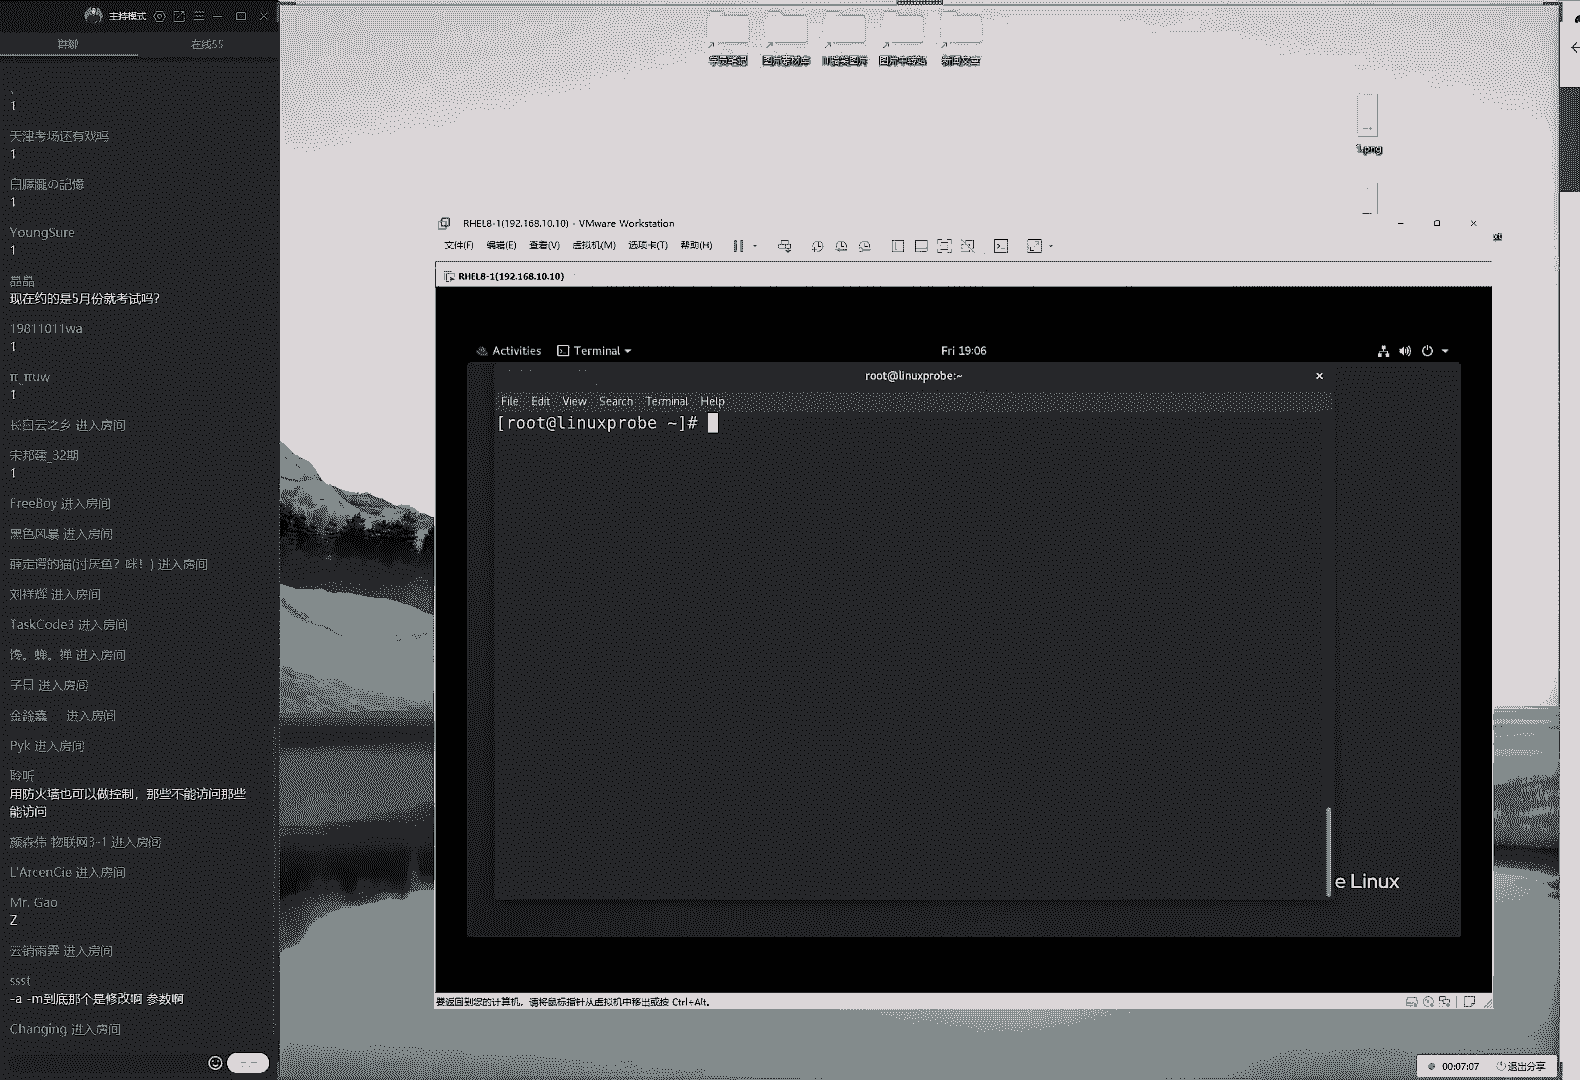 主持模式
群聊
在线55
、
1
天津考场还有戏吗
1
白朦朧の記憶
1
YoungSure
1
晶晶
现在约的是5月份就考试吗?
19811011wa
1
1
长白云之乡 进入房间
宋邦建_32期
1
FreeBoy 进入房间
黑色风暴 进入房间
薛定谔的猫(讨厌鱼？咪！) 进入房间
刘祥辉 进入房间
TaskCode3 进入房间
馋。蝉。禅 进入房间
子曰 进入房间
进入房间
Pyk 进入房间
聆听
用防火墙也可以做控制，那些不能访问那些
能访问
颜森伟 物联网3-1 进入房间
L'ArcenCie 进入房间
Mr. Gao
Z
云销雨霁 进入房间
ssst
-a -m到底那个是修改啊 参数啊
Changing 进入房间
学员笔记
图片素材库
IT相关图片
图片中转站
新闻文章
1.png
RHEL8-1(192.168.10.10) - VMware Workstation
文件(F) 编辑(E) 查看(V) 虚拟机(M) 选项卡(T) 帮助(H)
RHEL8-1(192.168.10.10)
Activities Terminal Fri 19:06
root@linuxprobe:~
File Edit View Search Terminal Help
[root@linuxprobe ~]#
e Linux
要返回到您的计算机，请将鼠标指针从虚拟机中移出或按 Ctrl+Alt。
00:07:07 退出分享